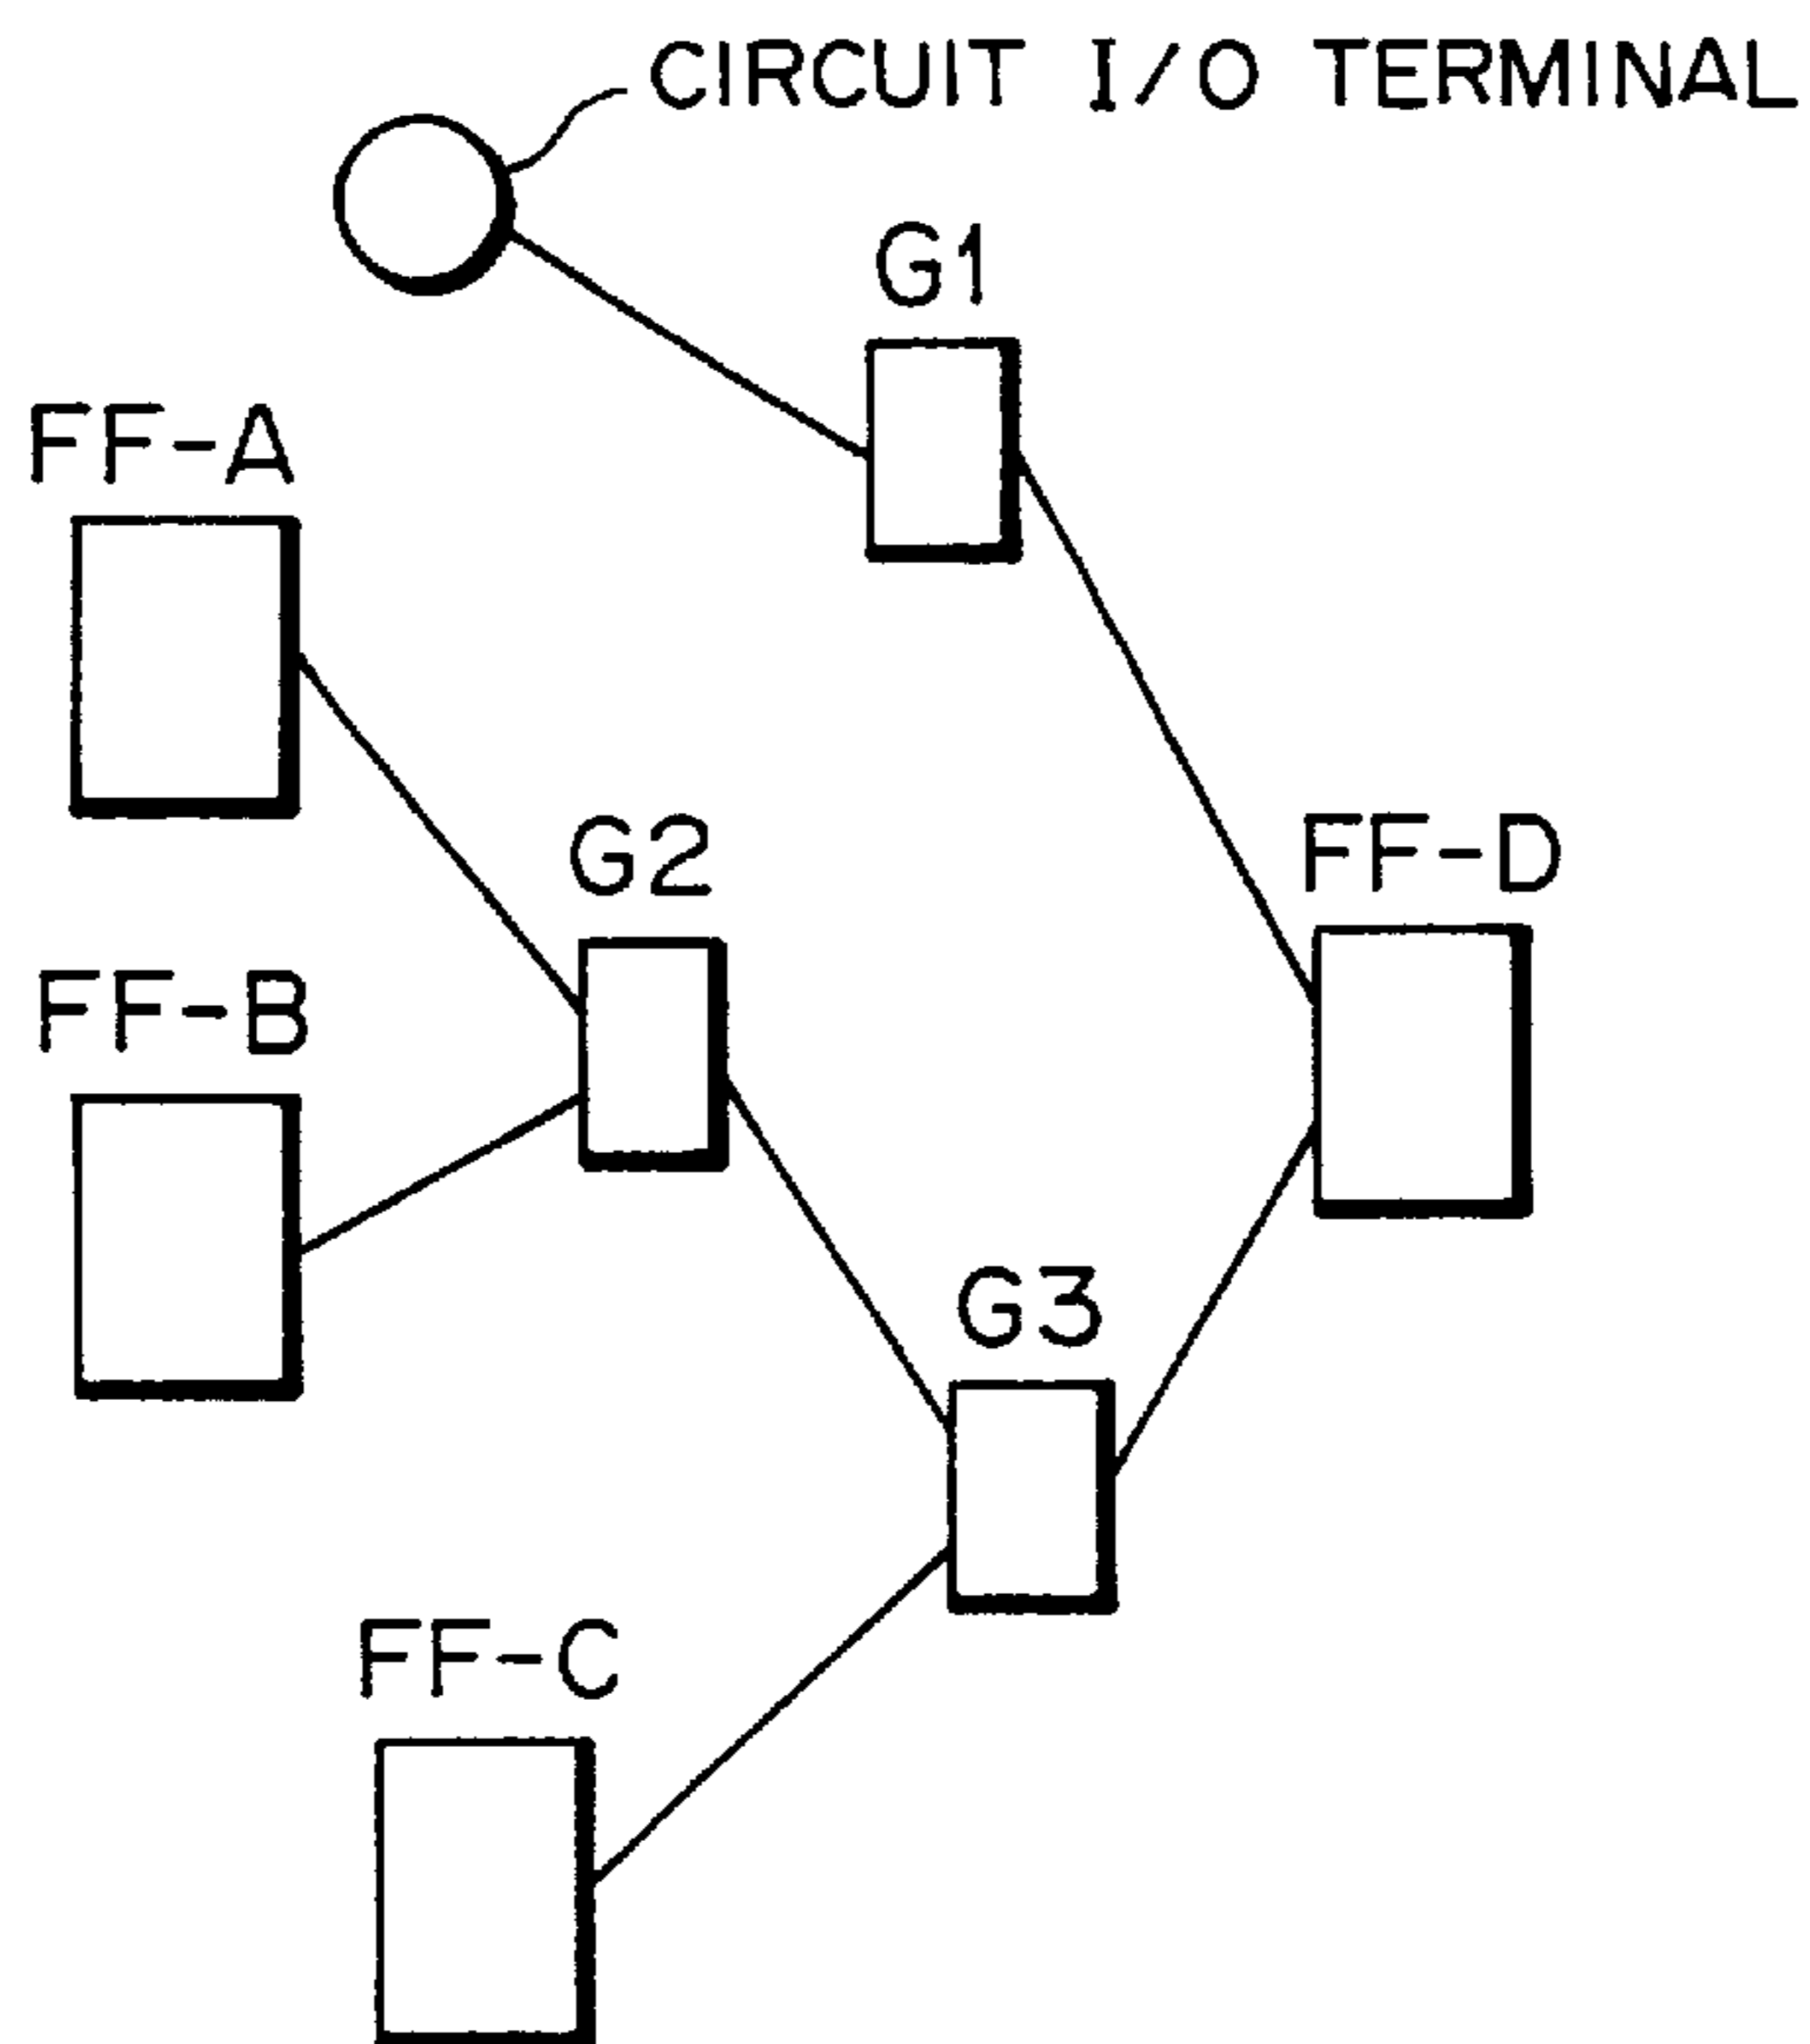 CIRCUIT I/O TERMINAL
G1
FF-A
G2
FF-D
FF-B
G3
FF-C